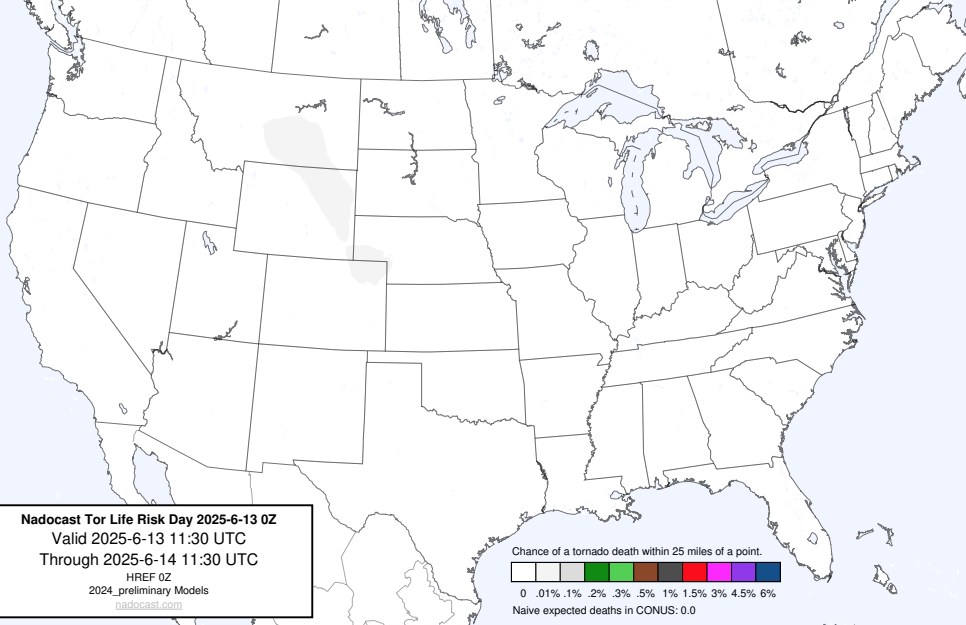 Nadocast Tor Life Risk Day 2025-6-13 0Z
Valid 2025-6-13 11:30 UTC
Through 2025-6-14 11:30 UTC
HREF 0Z
2024_preliminary Models
nadocast.com
Chance of a tornado death within 25 miles of a point.
0 .01% .1% .2% .3% .5% 1% 1.5% 3% 4.5% 6%
Naive expected deaths in CONUS: 0.0